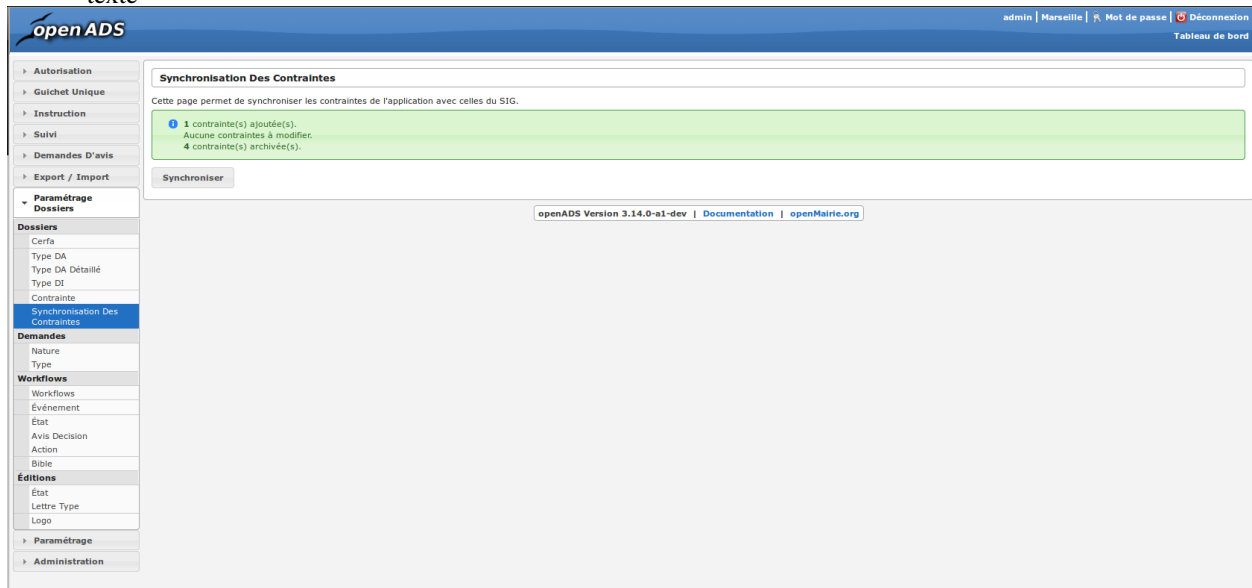 texte
open ADS
admin | Marseille | Mot de passe | Déconnexion
Tableau de bord
Autorisation
Guichet Unique
Instruction
Suivi
Demandes D'avis
Export / Import
Paramétrage
Dossiers
Dossiers
Cerfa
Type DA
Type DA Détaillé
Type DI
Contrainte
Synchronisation Des
Contraintes
Demandes
Nature
Type
Workflows
Workflows
Événement
État
Avis Decision
Action
Bible
Éditions
État
Lettre Type
Logo
Paramétrage
Administration
Synchronisation Des Contraintes
Cette page permet de synchroniser les contraintes de l'application avec celles du SIG.
1 contrainte(s) ajoutée(s).
Aucune contraintes à modifier.
4 contrainte(s) archivée(s).
Synchroniser
openADS Version 3.14.0-a1-dev | Documentation | openMairie.org